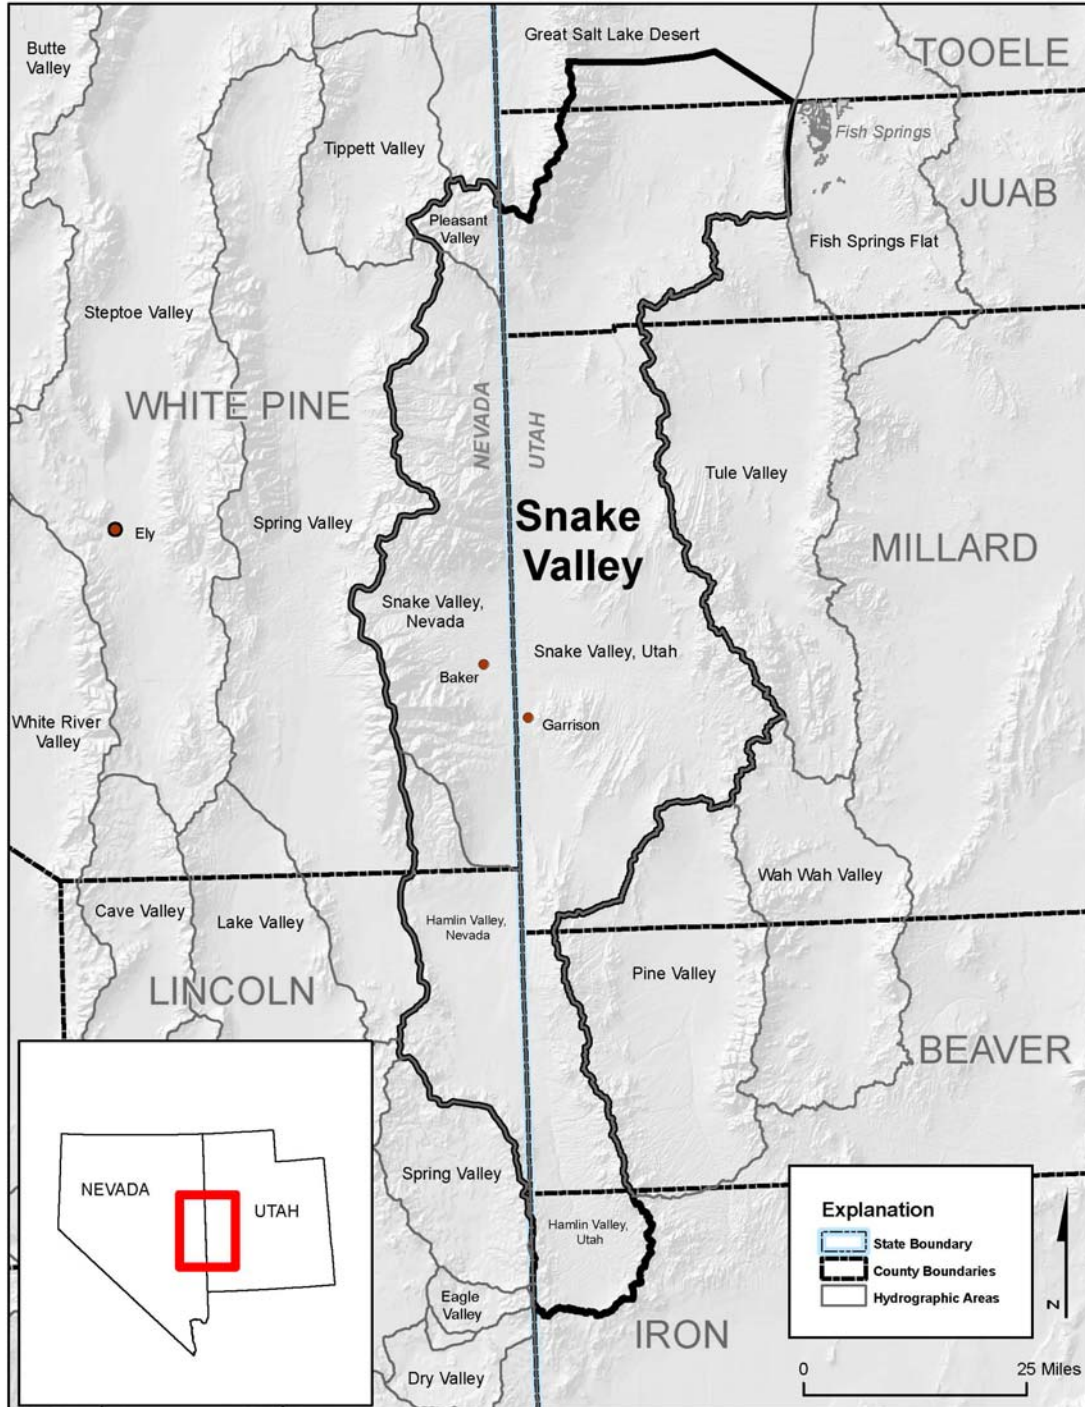 Great Salt Lake Desert
TOOELE
Butte
Valley
Fish Springs
Tippett Valley
JUAB
Pleasant
Valley
Fish Springs Flat
Steptoe Valley
WHITE PINE
NEVADA
UTAH
Tule Valley
Snake
Valley
Spring Valley
Ely
MILLARD
Snake Valley,
Nevada
Snake Valley, Utah
Baker
Garrison
White River
Valley
Wah Wah Valley
Cave Valley
Lake Valley
Hamlin Valley,
Nevada
Pine Valley
LINCOLN
BEAVER
Spring Valley
NEVADA
UTAH
Hamlin Valley,
Utah
Eagle
Valley
IRON
Dry Valley
Explanation
State Boundary
County Boundaries
Hydrographic Areas
N
0
25 Miles